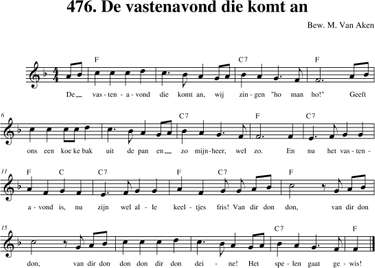 476. De vastenavond die komt an
Bew. M. Van Aken
F C7 F
De vas - ten - a - vond die komt an, wij zin - gen "ho man ho!" Geeft
6 C7 F
ons een koe ke bak uit de pan en zo mijnheer, wel zo. En nu het vas - ten -
11 F C F C7 F
a - vond is, nu zijn wel al - le keel - tjes fris! Van dir don don, van dir don
15 C7 F
don, van dir don don don dir don dei - ne! Het spe - len gaat ge - wis!